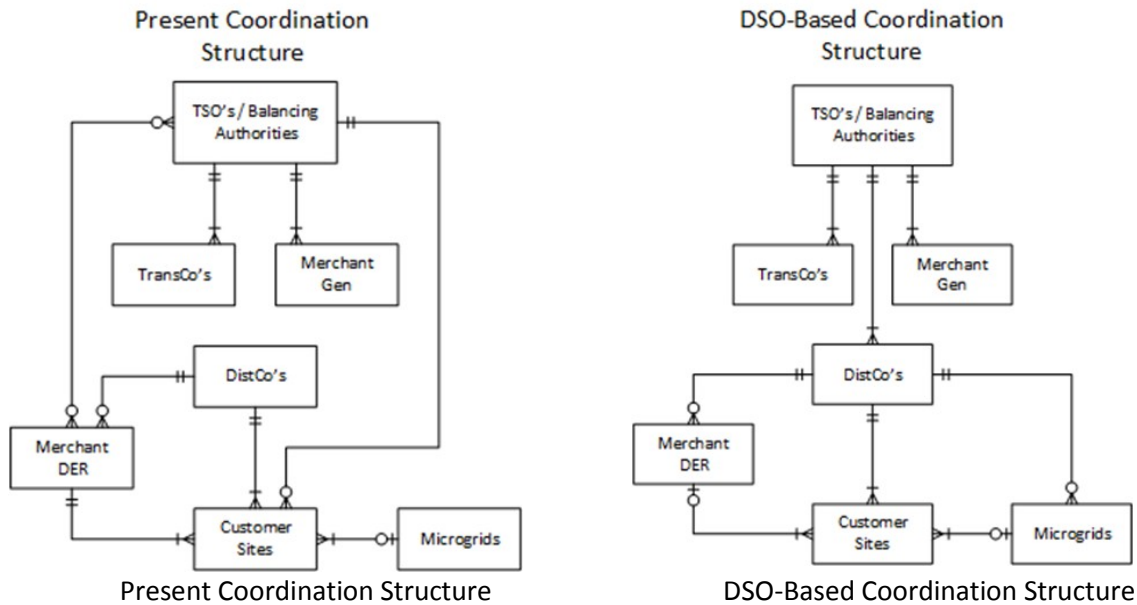 Present Coordination
Structure
TSO's / Balancing
Authorities
TransCo's
Merchant
Gen
DistCo's
Merchant
DER
Customer
Sites
Microgrids
Present Coordination Structure
DSO-Based Coordination
Structure
TSO's / Balancing
Authorities
TransCo's
Merchant
Gen
DistCo's
Merchant
DER
Customer
Sites
Microgrids
DSO-Based Coordination Structure